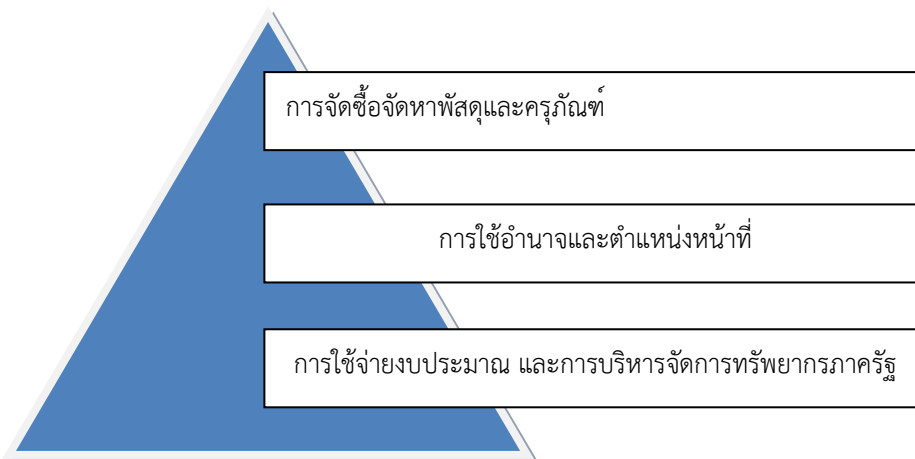 การจัดซื้อจัดหาพัสดุและครุภัณฑ์
การใช้อำนาจและตำแหน่งหน้าที่
การใช้จ่ายงบประมาณ และการบริหารจัดการทรัพยากรภาครัฐ